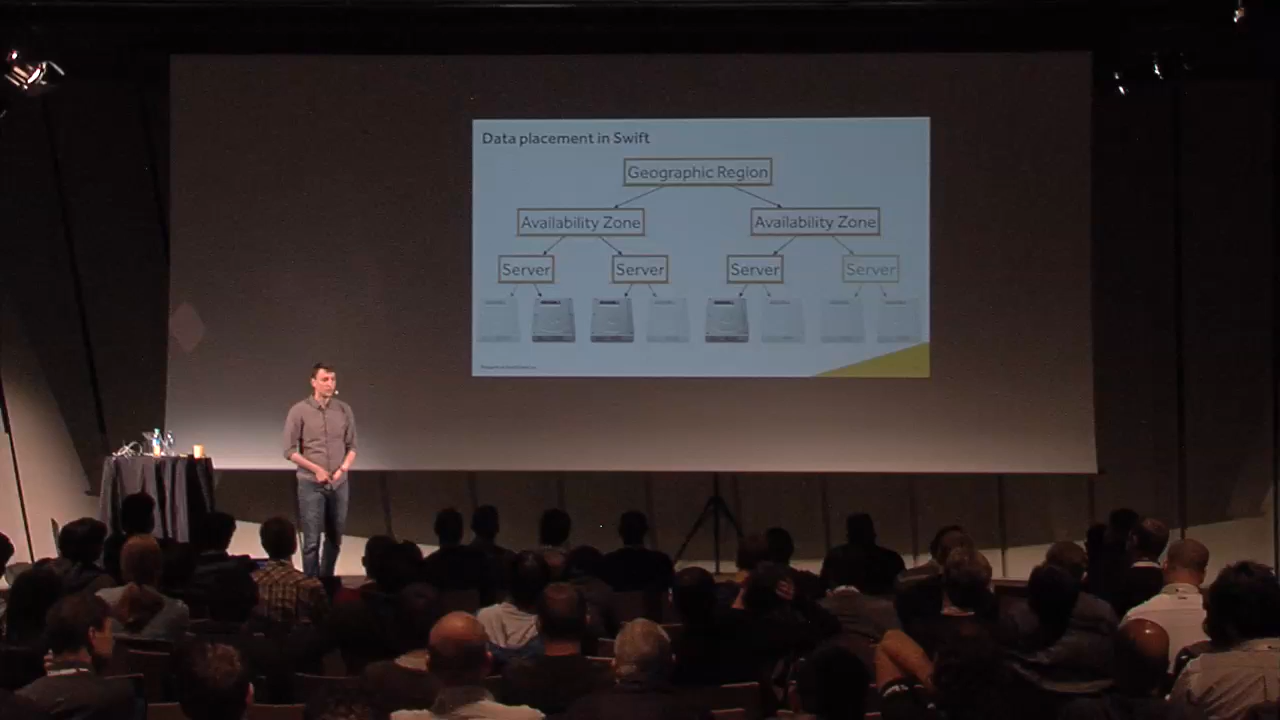 Data placement in Swift
Geographic Region
Availability Zone
Availability Zone
Server
Server
Server
Server